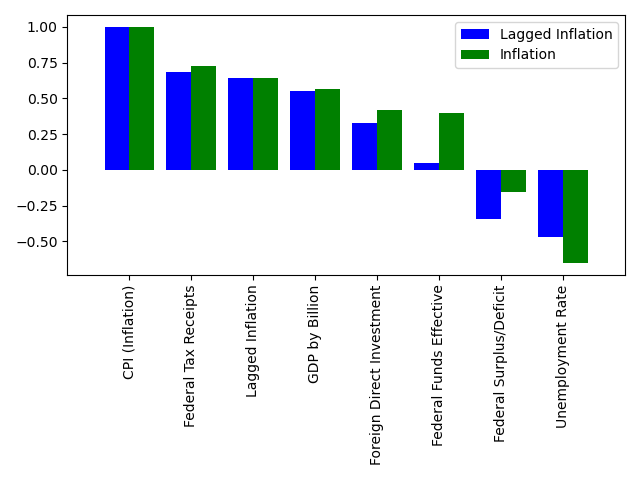 1.00
0.75
0.50
0.25
0.00
−0.25
−0.50
Lagged Inflation
Inflation
CPI (Inflation)
Federal Tax Receipts
Lagged Inflation
GDP by Billion
Foreign Direct Investment
Federal Funds Effective
Federal Surplus/Deficit
Unemployment Rate